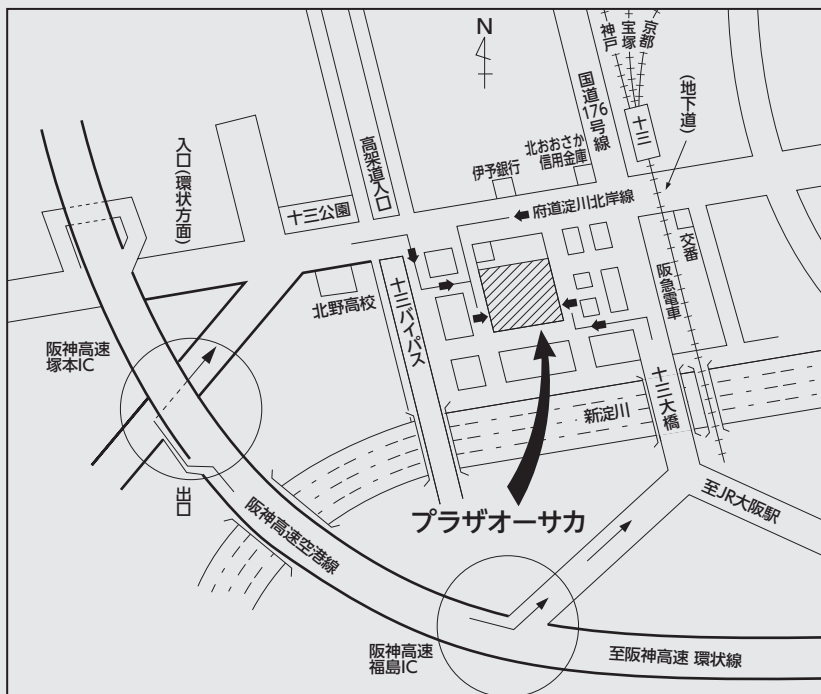 N
神戸
宝塚
京都
国道176号線
十三
(地下道)
入口(環状方面)
高架道入口
伊予銀行
北おおさか
信用金庫
十三公園
府道淀川北岸線
交番
阪急電車
北野高校
十三バイパス
阪神高速
塚本IC
十三大橋
新淀川
出口
阪神高速空港線
プラザオーサカ
至JR大阪駅
阪神高速
福島IC
至阪神高速 環状線